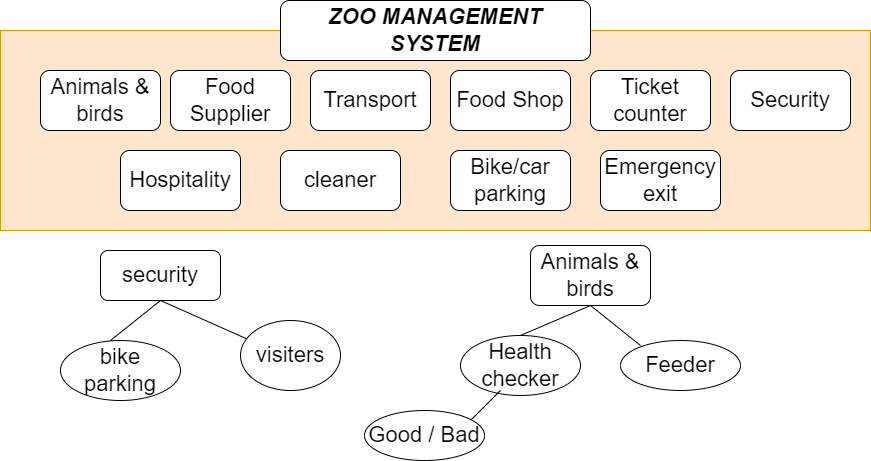 ZOO MANAGEMENT
SYSTEM
Animals &
birds
Food
Supplier
Transport
Food Shop
Ticket
counter
Security
Hospitality
cleaner
Bike/car
parking
Emergency
exit
security
bike
parking
visiters
Animals &
birds
Health
checker
Feeder
Good / Bad